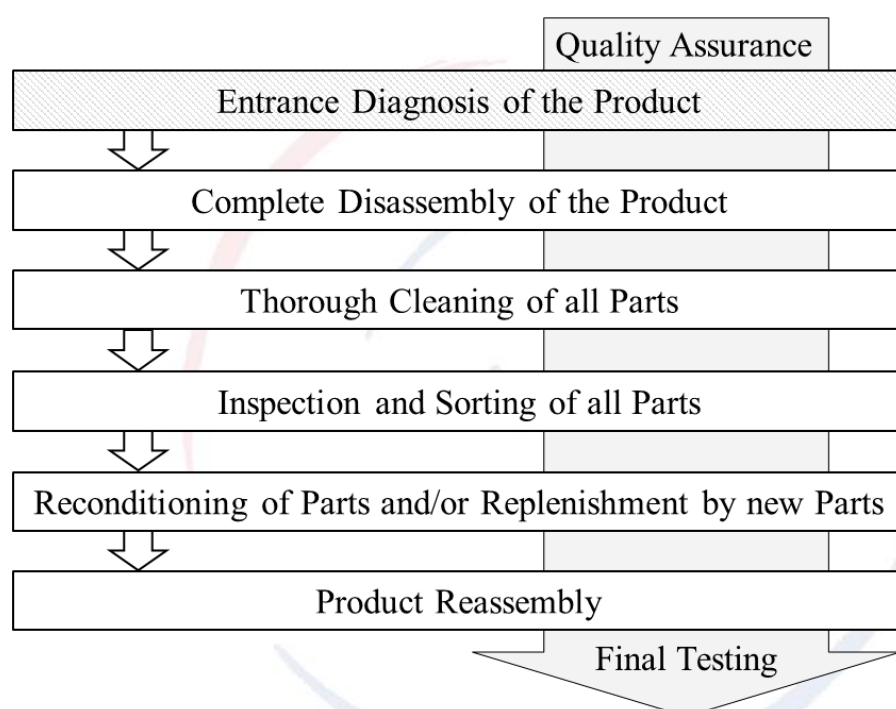 Quality Assurance
Entrance Diagnosis of the Product
Complete Disassembly of the Product
Thorough Cleaning of all Parts
Inspection and Sorting of all Parts
Reconditioning of Parts and/or Replenishment by new Parts
Product Reassembly
Final Testing